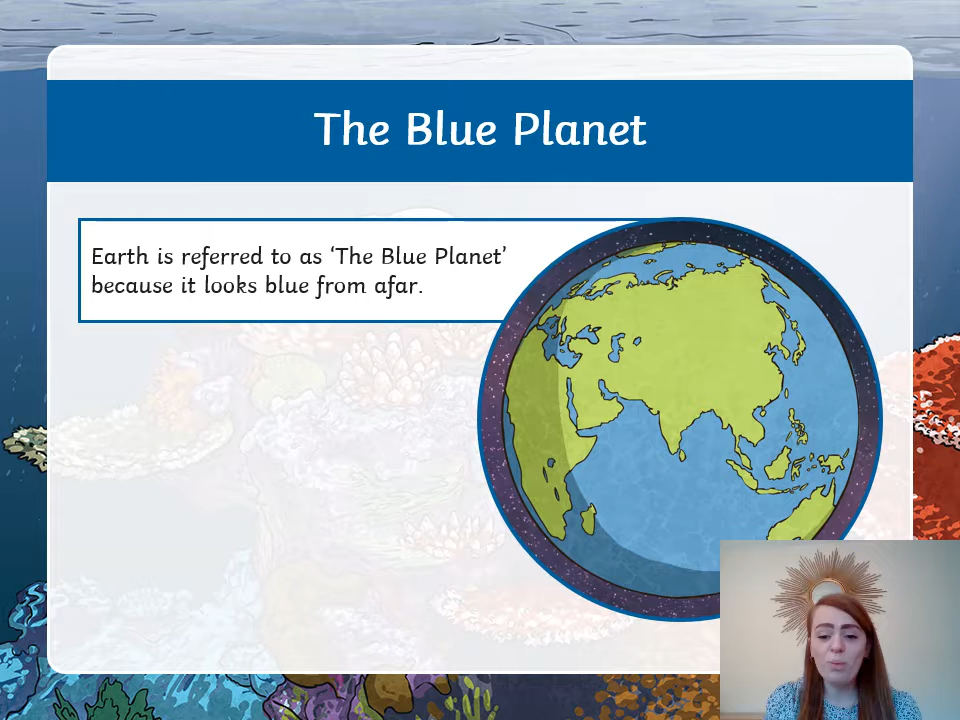 The Blue Planet
Earth is referred to as ‘The Blue Planet’
because it looks blue from afar.